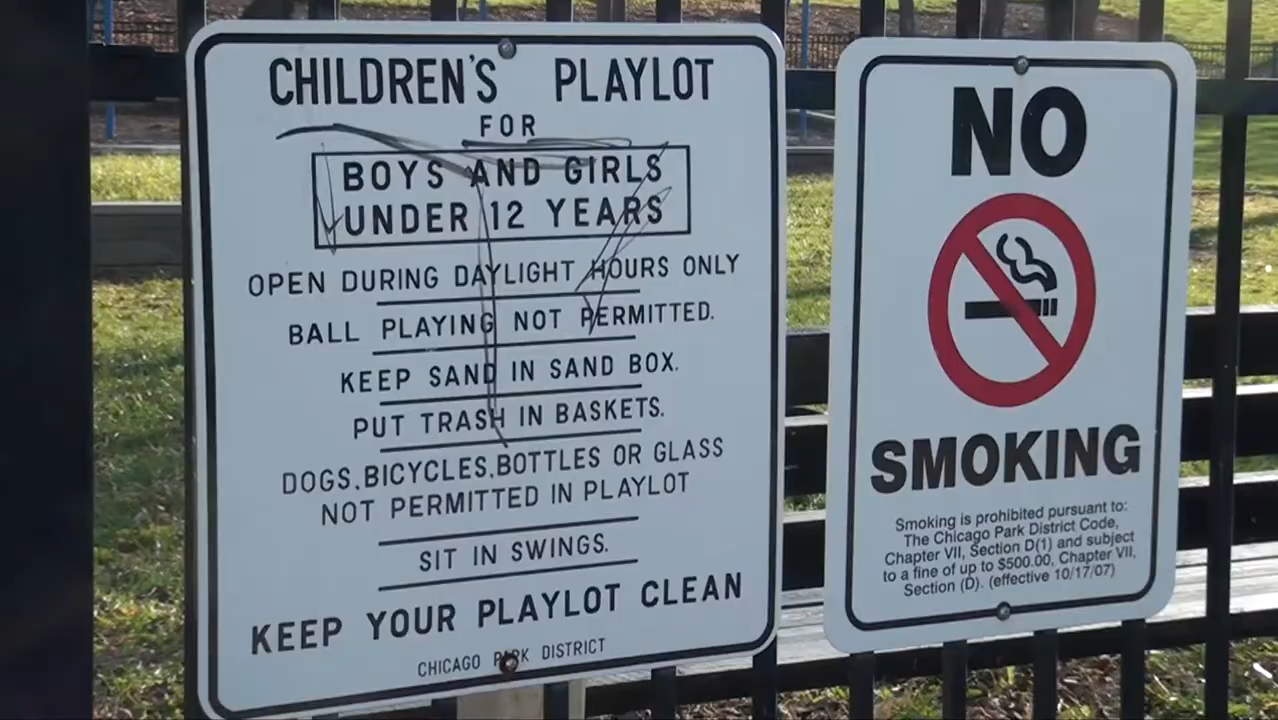 CHILDREN'S PLAYLOT
FOR
BOYS AND GIRLS
UNDER 12 YEARS
OPEN DURING DAYLIGHT HOURS ONLY
BALL PLAYING NOT PERMITTED.
KEEP SAND IN SAND BOX.
PUT TRASH IN BASKETS.
DOGS, BICYCLES, BOTTLES OR GLASS
NOT PERMITTED IN PLAYLOT
SIT IN SWINGS.
KEEP YOUR PLAYLOT CLEAN
CHICAGO PARK DISTRICT
NO
SMOKING
Smoking is prohibited pursuant to:
The Chicago Park District Code,
Chapter VII, Section D(1) and subject
to a fine of up to $500.00, Chapter VII,
Section (D). (effective 10/17/07)